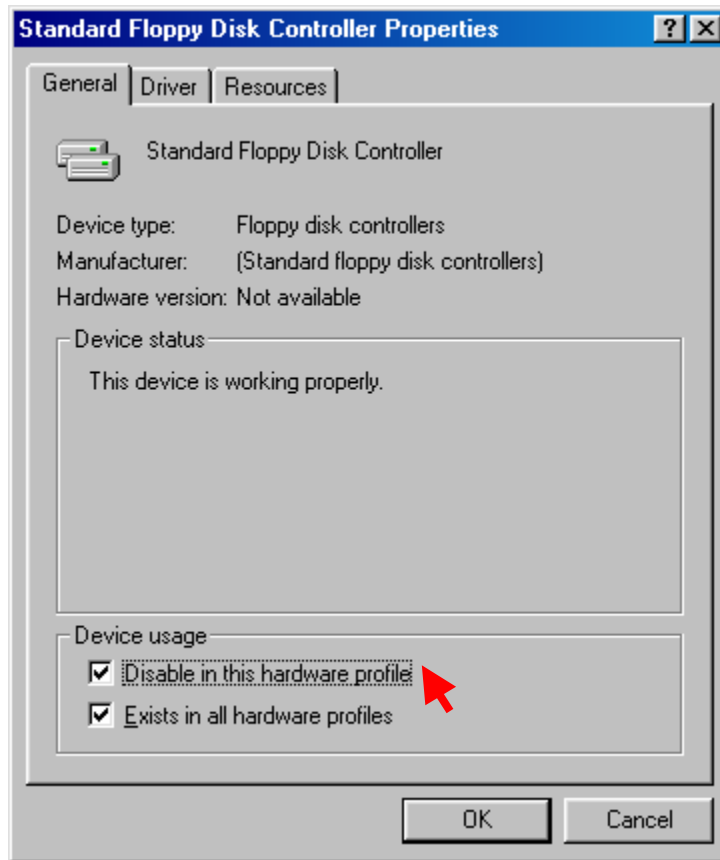 Standard Floppy Disk Controller Properties
General Driver Resources
Standard Floppy Disk Controller
Device type: Floppy disk controllers
Manufacturer: (Standard floppy disk controllers)
Hardware version: Not available
Device status
This device is working properly.
Device usage
Disable in this hardware profile
Exists in all hardware profiles
OK Cancel